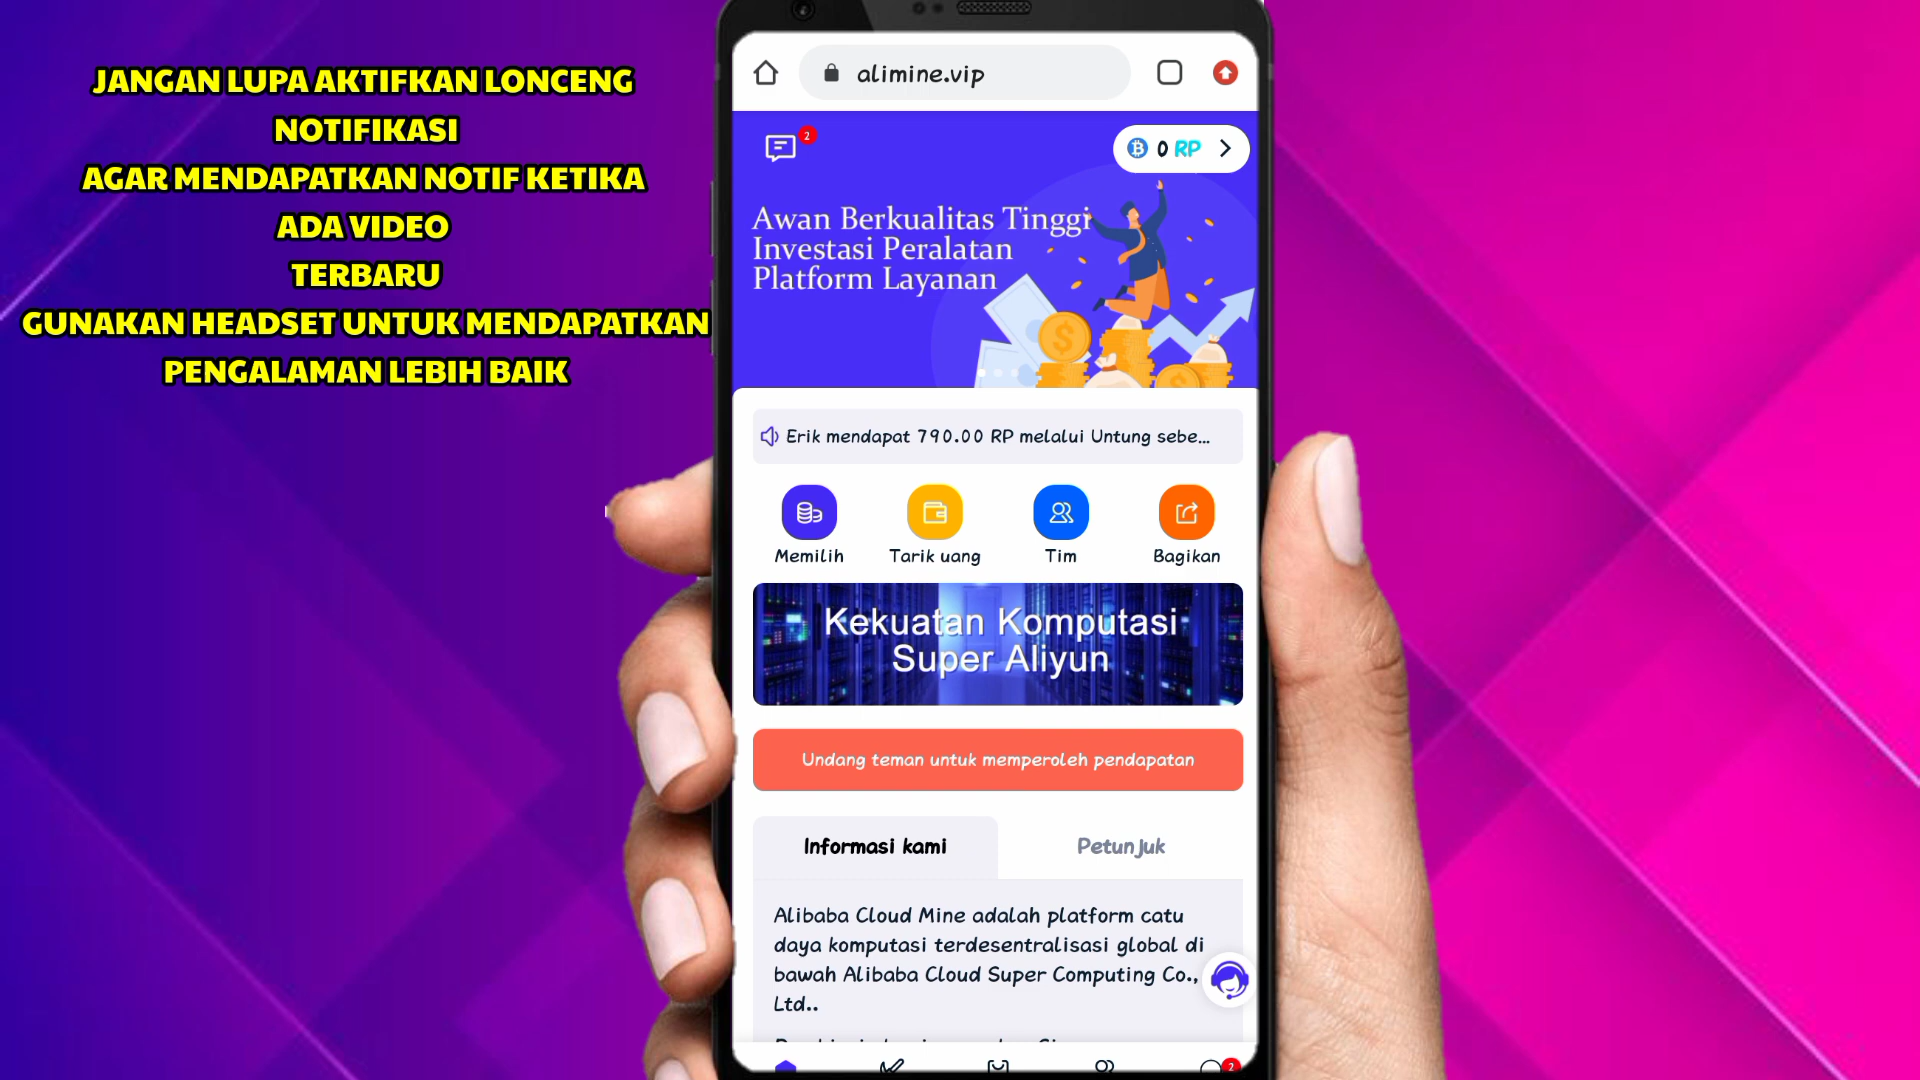 JANGAN LUPA AKTIFKAN LONCENG
NOTIFIKASI
AGAR MENDAPATKAN NOTIF KETIKA
ADA VIDEO
TERBARU
GUNAKAN HEADSET UNTUK MENDAPATKAN
PENGALAMAN LEBIH BAIK
alimine.vip
2
0 RP
Awan Berkualitas Tinggi
Investasi Peralatan
Platform Layanan
Erik mendapat 790.00 RP melalui Untung sebe...
Memilih
Tarik uang
Tim
Bagikan
Kekuatan Komputasi
Super Aliyun
Undang teman untuk memperoleh pendapatan
Informasi kami
Petunjuk
Alibaba Cloud Mine adalah platform catu
daya komputasi terdesentralisasi global di
bawah Alibaba Cloud Super Computing Co.,
Ltd..
2